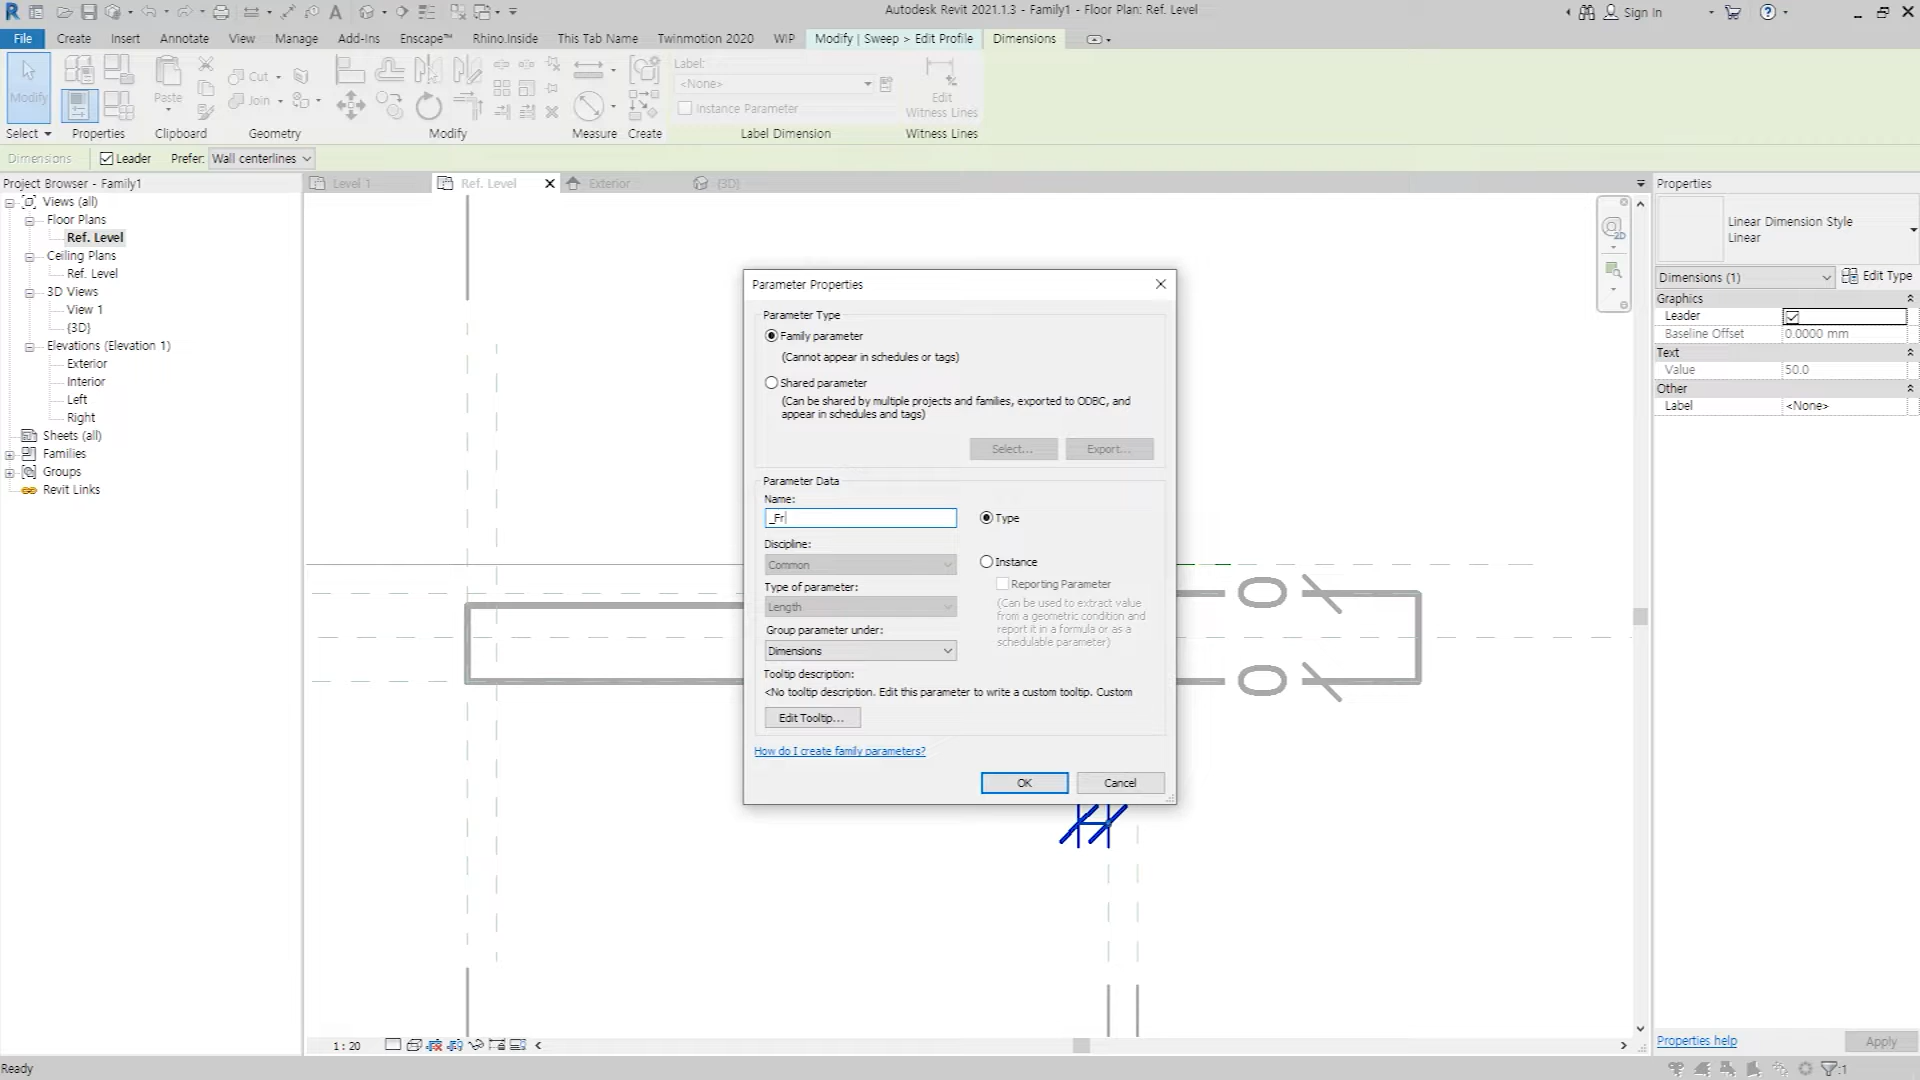 Autodesk Revit 2021.1.3 - Family1 - Floor Plan: Ref. Level
Sign In
File Create Insert Annotate View Manage Add-Ins Enscape™ Rhino.Inside This Tab Name Twinmotion 2020 WIP Modify | Sweep > Edit Profile Dimensions
Modify
Paste
Cut
Join
Label:
<None>
Instance Parameter
Edit
Witness Lines
Select Properties Clipboard Geometry Modify Measure Create Label Dimension Witness Lines
Dimensions Leader Prefer: Wall centerlines
Project Browser - Family1
Views (all)
Floor Plans
Ref. Level
Ceiling Plans
Ref. Level
3D Views
View 1
{3D}
Elevations (Elevation 1)
Exterior
Interior
Left
Right
Sheets (all)
Families
Groups
Revit Links
Level 1 Ref. Level Exterior {3D}
2D
Parameter Properties
Parameter Type
Family parameter
(Cannot appear in schedules or tags)
Shared parameter
(Can be shared by multiple projects and families, exported to ODBC, and
appear in schedules and tags)
Select... Export...
Parameter Data
Name:
_Fr
Type
Discipline:
Common
Instance
Reporting Parameter
(Can be used to extract value
from a geometric condition and
report it in a formula or as a
schedulable parameter)
Type of parameter:
Length
Group parameter under:
Dimensions
Tooltip description:
<No tooltip description. Edit this parameter to write a custom tooltip. Custom
Edit Tooltip...
How do I create family parameters?
OK Cancel
Properties
Linear Dimension Style
Linear
Dimensions (1) Edit Type
Graphics
Leader
Baseline Offset 0.0000 mm
Text
Value 50.0
Other
Label <None>
Properties help Apply
1 : 20
Ready
:1